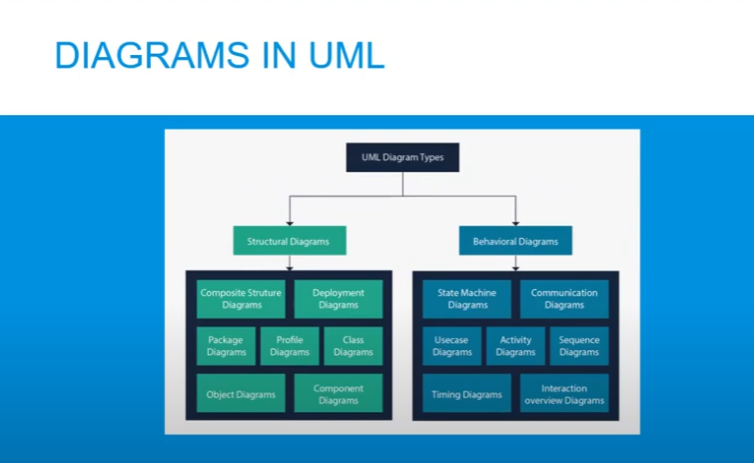 DIAGRAMS IN UML
UML Diagram Types
Structural Diagrams
Behavioral Diagrams
Composite Struture
Diagrams
Deployment
Diagrams
Package
Diagrams
Profile
Diagrams
Class
Diagrams
Object Diagrams
Component
Diagrams
State Machine
Diagrams
Communication
Diagrams
Usecase
Diagrams
Activity
Diagrams
Sequence
Diagrams
Timing Diagrams
Interaction
overview Diagrams